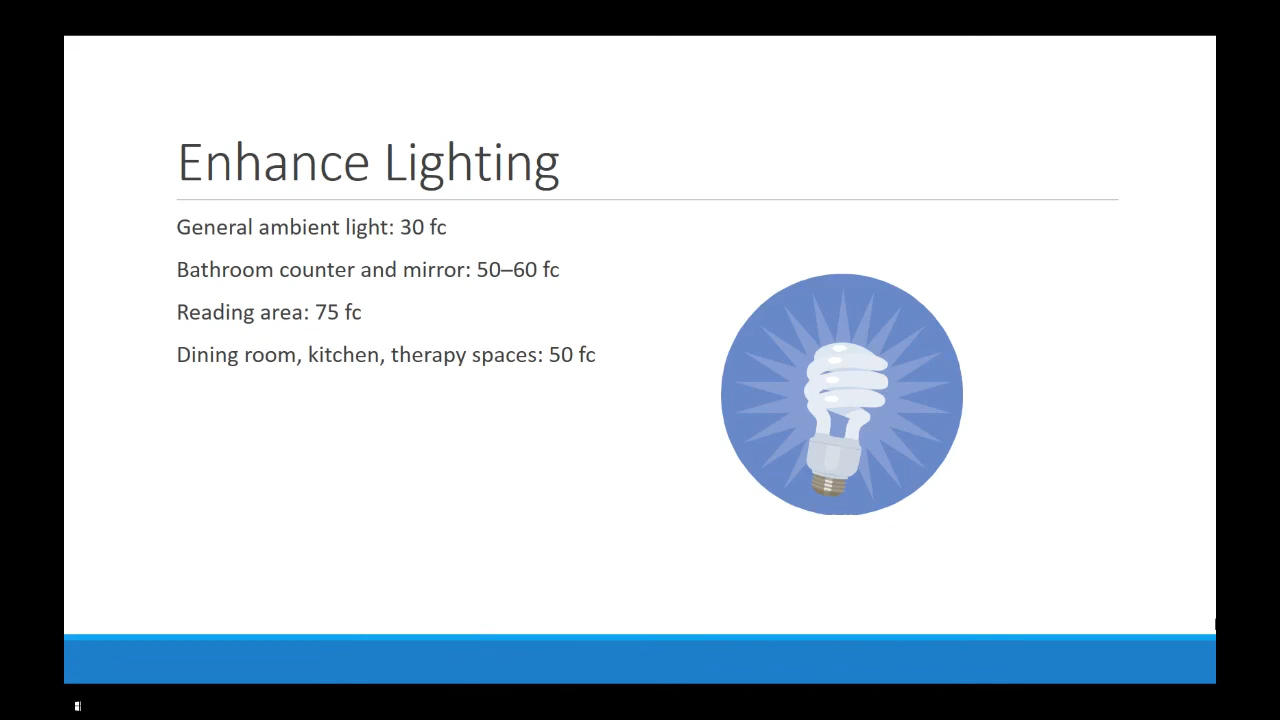 Enhance Lighting
General ambient light: 30 fc
Bathroom counter and mirror: 50–60 fc
Reading area: 75 fc
Dining room, kitchen, therapy spaces: 50 fc